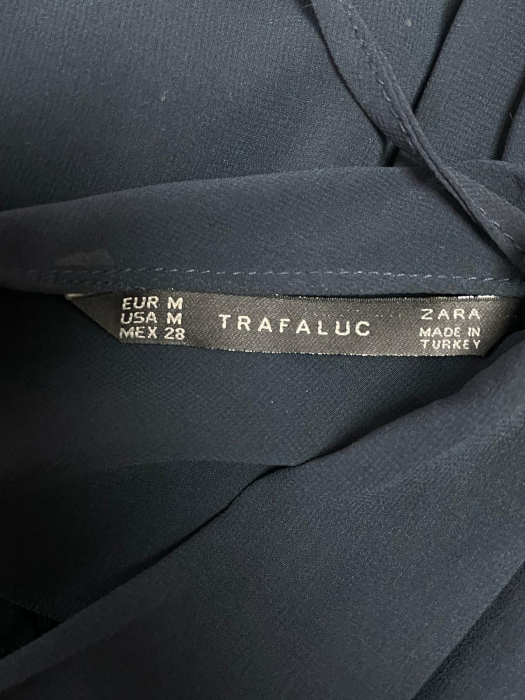 EUR M
USA M
MEX 28
TRAFALUC
ZARA
MADE IN
TURKEY